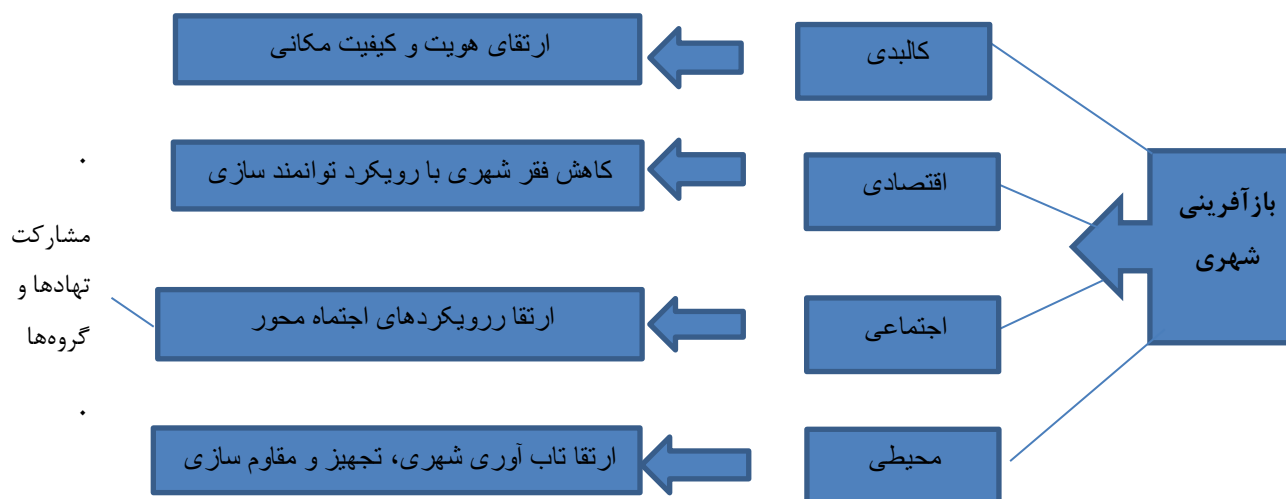 بازآفرینی
شهری
کالبدی
ارتقای هویت و کیفیت مکانی
اقتصادی
کاهش فقر شهری با رویکرد توانمند سازی
اجتماعی
ارتقا ررویکردهای اجتماه محور
محیطی
ارتقا تاب آوری شهری، تجهیز و مقاوم سازی
.
مشارکت
تهادها و
گروه‌ها
.